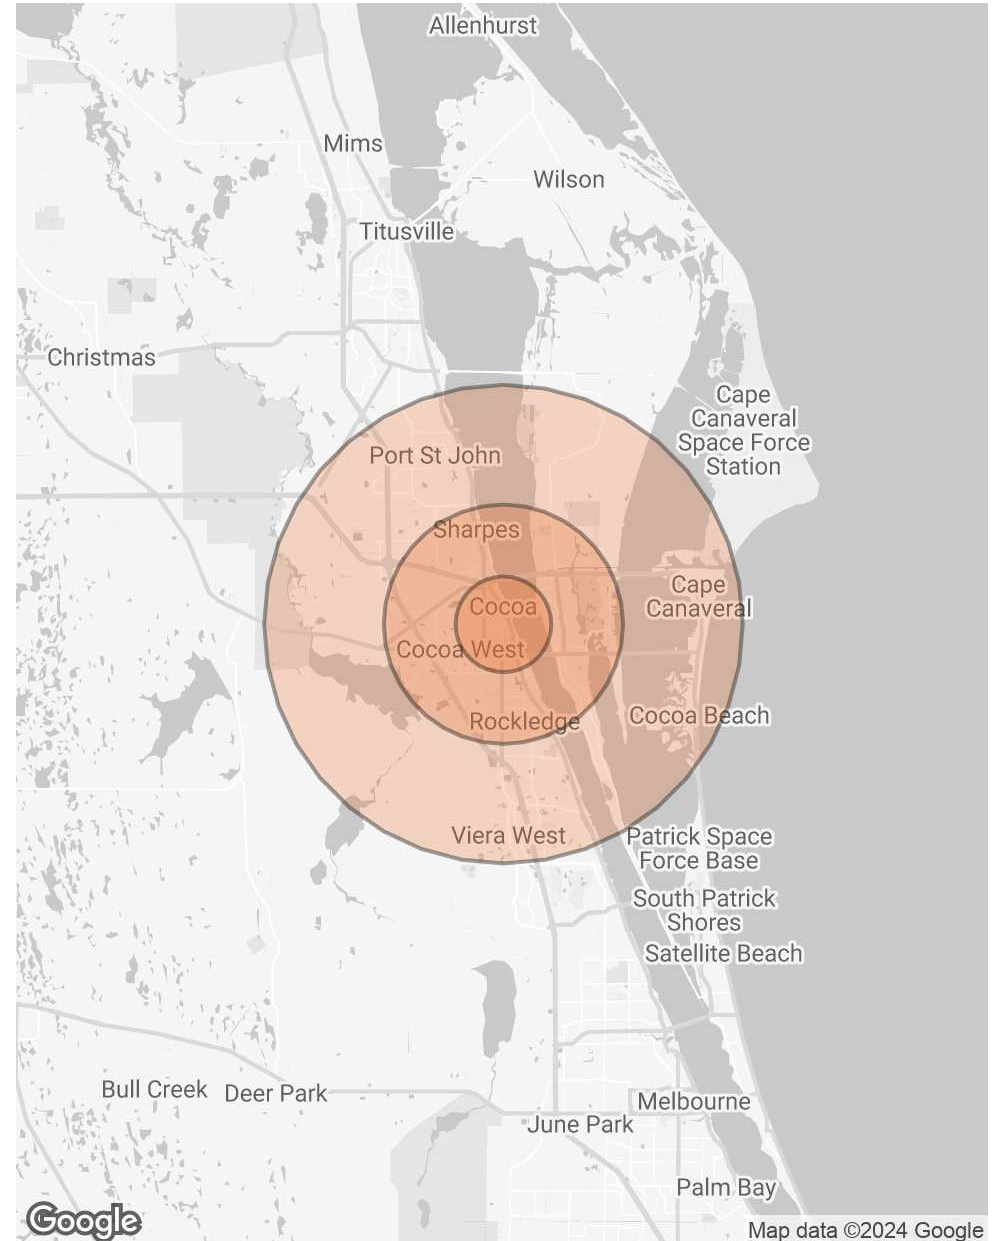 Allenhurst
Mims
Wilson
Titusville
Christmas
Cape
Canaveral
Space Force
Station
Port St John
Sharpes
Cape
Canaveral
Cocoa
Cocoa West
Cocoa Beach
Rockledge
Viera West
Patrick Space
Force Base
South Patrick
Shores
Satellite Beach
Bull Creek
Deer Park
Melbourne
June Park
Palm Bay
Google
Map data ©2024 Google